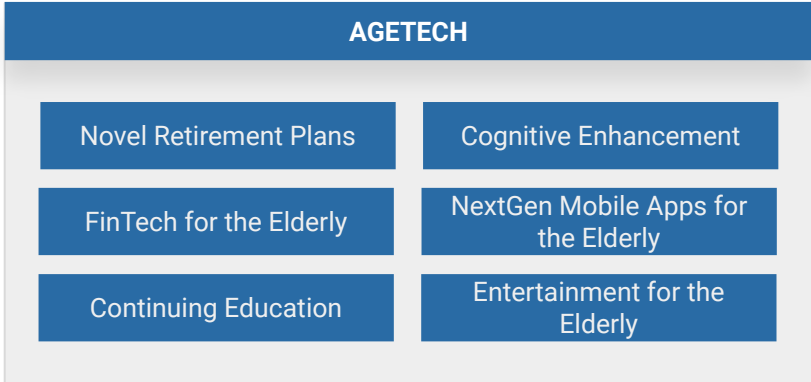 AGETECH
Novel Retirement Plans
Cognitive Enhancement
FinTech for the Elderly
NextGen Mobile Apps for
the Elderly
Continuing Education
Entertainment for the
Elderly